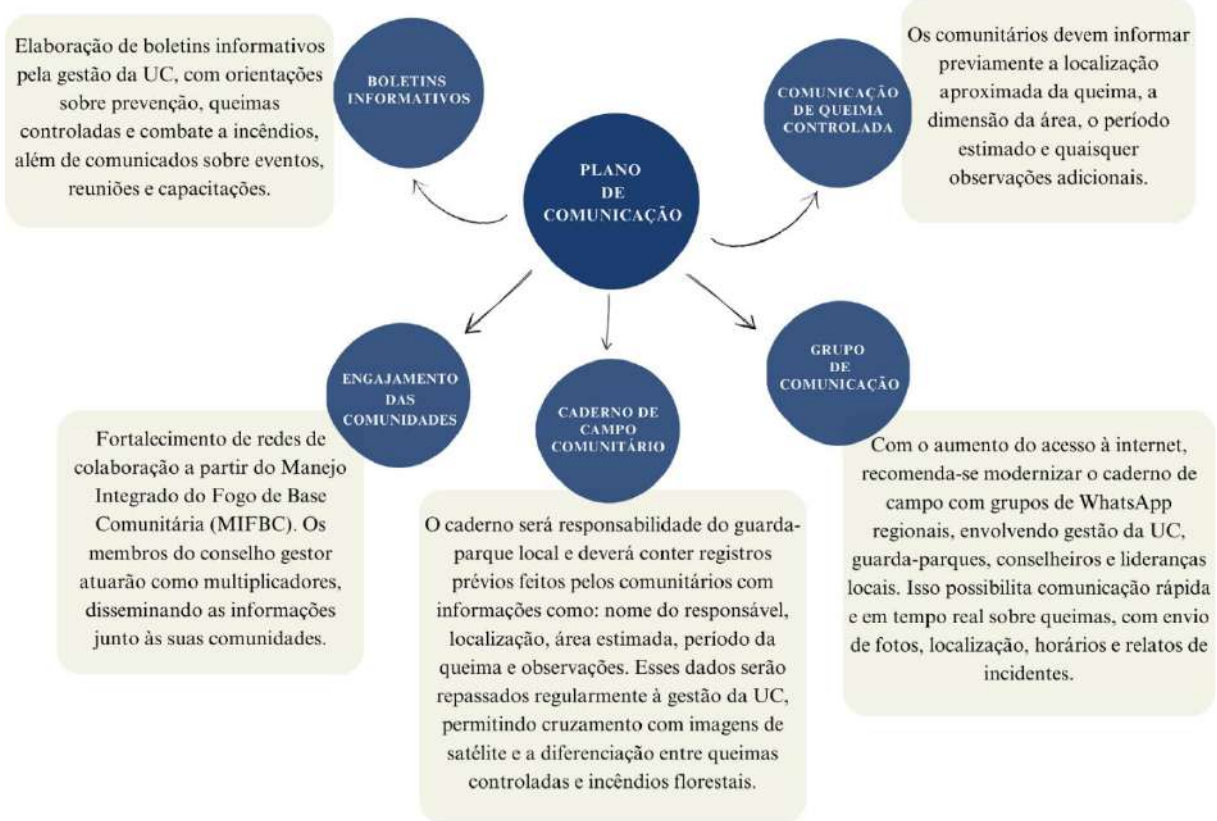 Elaboração de boletins informativos
pela gestão da UC, com orientações
sobre prevenção, queimas
controladas e combate a incêndios,
além de comunicados sobre eventos,
reuniões e capacitações.
BOLETINS
INFORMATIVOS
PLANO
DE
COMUNICAÇÃO
COMUNICAÇÃO
DE QUEIMA
CONTROLADA
Os comunitários devem informar
previamente a localização
aproximada da queima, a
dimensão da área, o período
estimado e quaisquer
observações adicionais.
ENGAJAMENTO
DAS
COMUNIDADES
Fortalecimento de redes de
colaboração a partir do Manejo
Integrado do Fogo de Base
Comunitária (MIFBC). Os
membros do conselho gestor
atuarão como multiplicadores,
disseminando as informações
junto às suas comunidades.
CADERNO DE
CAMPO
COMUNITÁRIO
O caderno será responsabilidade do guarda-
parque local e deverá conter registros
prévios feitos pelos comunitários com
informações como: nome do responsável,
localização, área estimada, período da
queima e observações. Esses dados serão
repassados regularmente à gestão da UC,
permitindo cruzamento com imagens de
satélite e a diferenciação entre queimas
controladas e incêndios florestais.
GRUPO
DE
COMUNICAÇÃO
Com o aumento do acesso à internet,
recomenda-se modernizar o caderno de
campo com grupos de WhatsApp
regionais, envolvendo gestão da UC,
guarda-parques, conselheiros e lideranças
locais. Isso possibilita comunicação rápida
e em tempo real sobre queimas, com envio
de fotos, localização, horários e relatos de
incidentes.